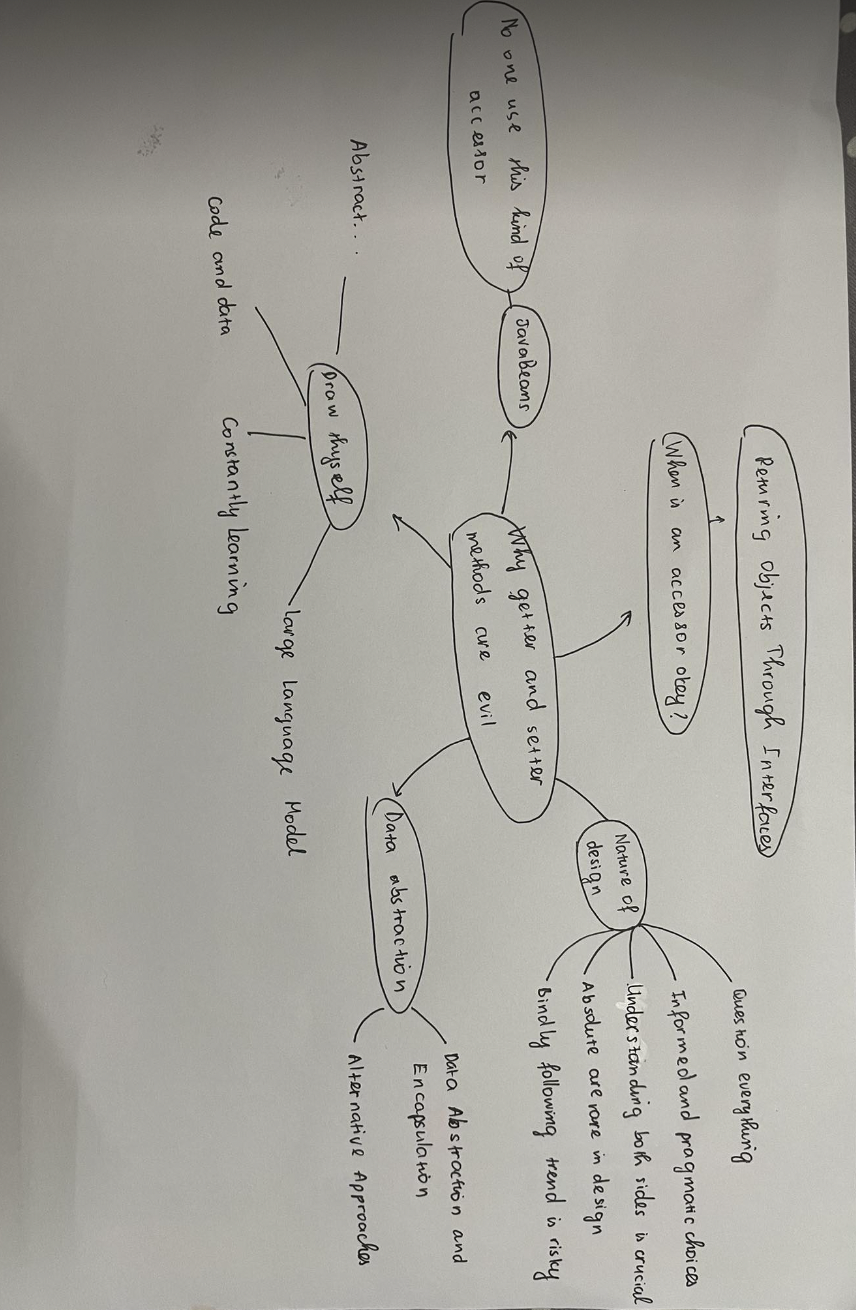 Returing Objects Through Interfaces
When is an accessor okey?
No one use this kind of
accessor
JavaBeans
Why getter and setter
methods are evil
Nature of
design
Question everything
Informed and pragmatic choices
Understanding both sides is crucial
Absolute are rare in design
Bindly following trend is risky
Draw thyself
Abstract...
Code and data
Constantly learning
Large Language Model
Data abstraction
Data Abstraction and
Encapsulation
Alternative Approaches